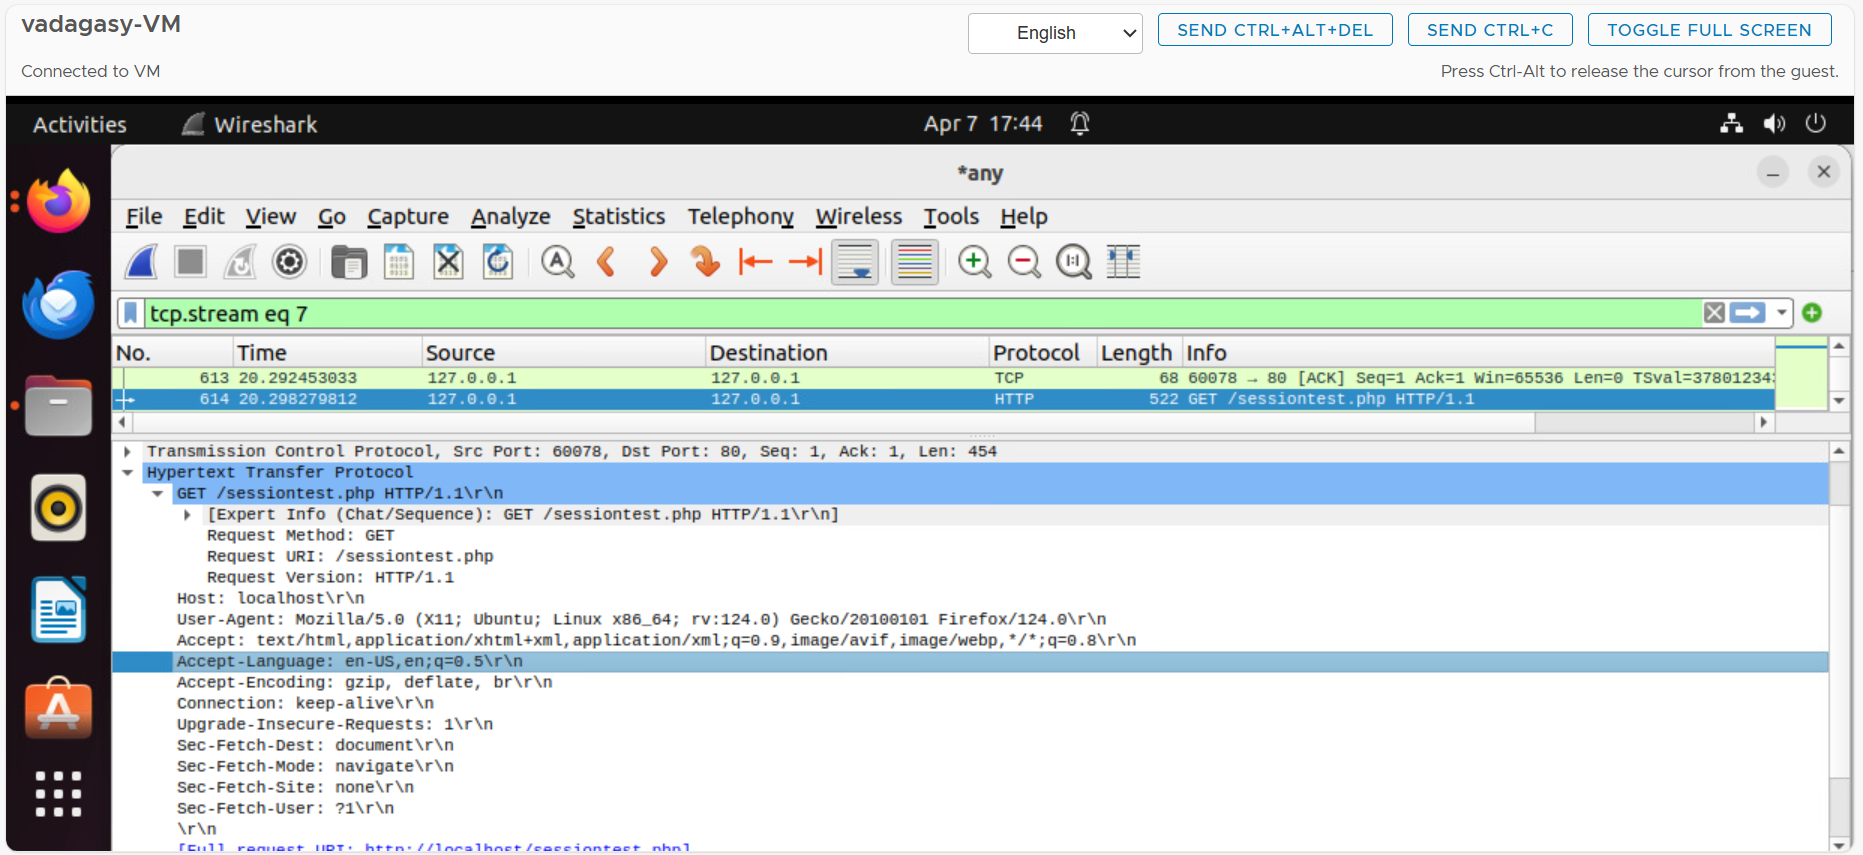 vadagasy-VM
English
SEND CTRL+ALT+DEL
SEND CTRL+C
TOGGLE FULL SCREEN
Connected to VM
Press Ctrl-Alt to release the cursor from the guest.
Activities
Wireshark
Apr 7 17:44
*any
File Edit View Go Capture Analyze Statistics Telephony Wireless Tools Help
tcp.stream eq 7
No. Time Source Destination Protocol Length Info
613 20.292453033 127.0.0.1 127.0.0.1 TCP 68 60078 → 80 [ACK] Seq=1 Ack=1 Win=65536 Len=0 TSval=378012343
614 20.298279812 127.0.0.1 127.0.0.1 HTTP 522 GET /sessiontest.php HTTP/1.1
Transmission Control Protocol, Src Port: 60078, Dst Port: 80, Seq: 1, Ack: 1, Len: 454
Hypertext Transfer Protocol
GET /sessiontest.php HTTP/1.1\r\n
[Expert Info (Chat/Sequence): GET /sessiontest.php HTTP/1.1\r\n]
Request Method: GET
Request URI: /sessiontest.php
Request Version: HTTP/1.1
Host: localhost\r\n
User-Agent: Mozilla/5.0 (X11; Ubuntu; Linux x86_64; rv:124.0) Gecko/20100101 Firefox/124.0\r\n
Accept: text/html,application/xhtml+xml,application/xml;q=0.9,image/avif,image/webp,*/*;q=0.8\r\n
Accept-Language: en-US,en;q=0.5\r\n
Accept-Encoding: gzip, deflate, br\r\n
Connection: keep-alive\r\n
Upgrade-Insecure-Requests: 1\r\n
Sec-Fetch-Dest: document\r\n
Sec-Fetch-Mode: navigate\r\n
Sec-Fetch-Site: none\r\n
Sec-Fetch-User: ?1\r\n
\r\n
[Full request URI: http://localhost/sessiontest.php]